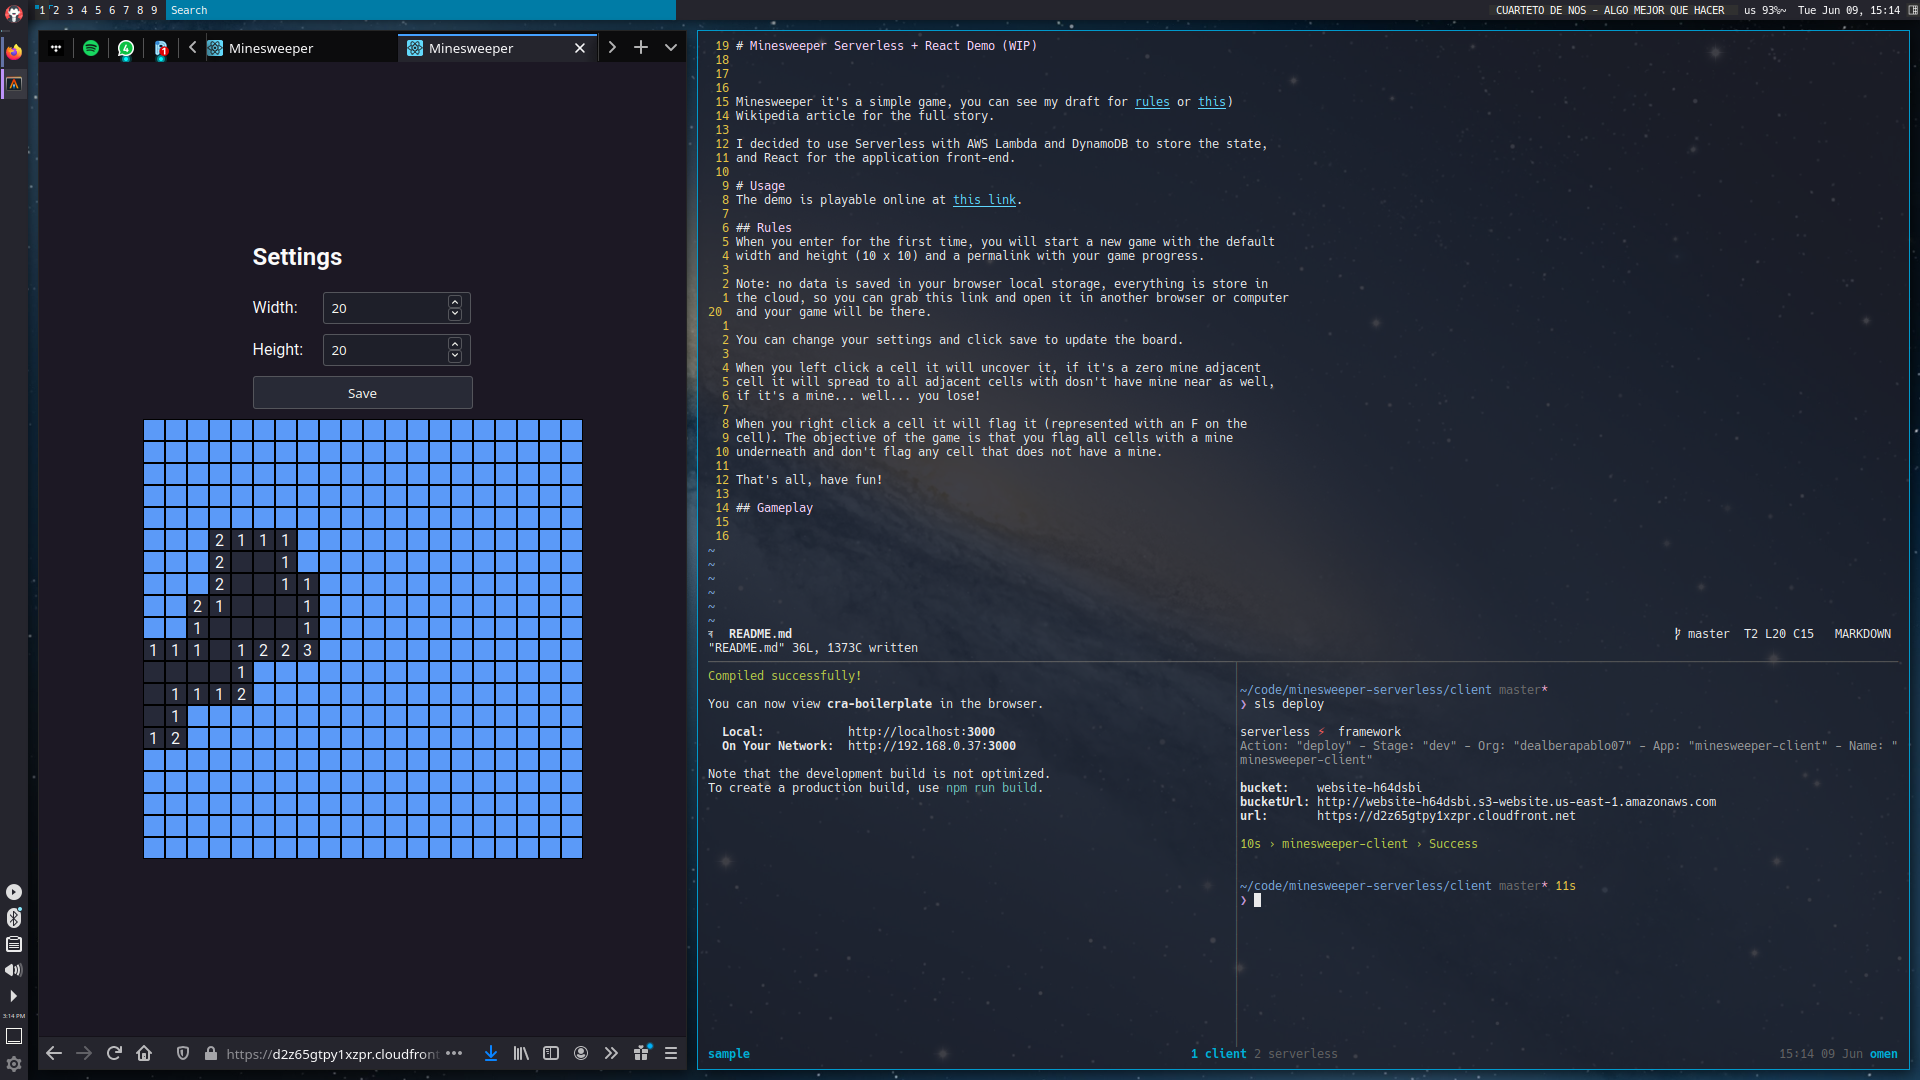 1 2 3 4 5 6 7 8 9 Search
CUARTETO DE NOS - ALGO MEJOR QUE HACER us 93%~ Tue Jun 09, 15:14
4 1 Minesweeper Minesweeper
Settings
Width: 20
Height: 20
Save
2 1 1 1
2 1
2 1 1
2 1 1
1 1
1 1 1 1 2 2 3
1
1 1 1 2
1
1 2
3:14 PM
https://d2z65gtpy1xzpr.cloudfront
19 # Minesweeper Serverless + React Demo (WIP)
18
17
16
15 Minesweeper it's a simple game, you can see my draft for rules or this)
14 Wikipedia article for the full story.
13
12 I decided to use Serverless with AWS Lambda and DynamoDB to store the state,
11 and React for the application front-end.
10
9 # Usage
8 The demo is playable online at this link.
7
6 ## Rules
5 When you enter for the first time, you will start a new game with the default
4 width and height (10 x 10) and a permalink with your game progress.
3
2 Note: no data is saved in your browser local storage, everything is store in
1 the cloud, so you can grab this link and open it in another browser or computer
20 and your game will be there.
1
2 You can change your settings and click save to update the board.
3
4 When you left click a cell it will uncover it, if it's a zero mine adjacent
5 cell it will spread to all adjacent cells with dosn't have mine near as well,
6 if it's a mine... well... you lose!
7
8 When you right click a cell it will flag it (represented with an F on the
9 cell). The objective of the game is that you flag all cells with a mine
10 underneath and don't flag any cell that does not have a mine.
11
12 That's all, have fun!
13
14 ## Gameplay
15
16
~
~
~
~
~
~
README.md master T2 L20 C15 MARKDOWN
"README.md" 36L, 1373C written
Compiled successfully!
You can now view cra-boilerplate in the browser.
Local: http://localhost:3000
On Your Network: http://192.168.0.37:3000
Note that the development build is not optimized.
To create a production build, use npm run build.
~/code/minesweeper-serverless/client master*
❯ sls deploy
serverless ⚡ framework
Action: "deploy" - Stage: "dev" - Org: "dealberapablo07" - App: "minesweeper-client" - Name: "
minesweeper-client"
bucket: website-h64dsbi
bucketUrl: http://website-h64dsbi.s3-website.us-east-1.amazonaws.com
url: https://d2z65gtpy1xzpr.cloudfront.net
10s › minesweeper-client › Success
~/code/minesweeper-serverless/client master* 11s
❯
sample 1 client 2 serverless 15:14 09 Jun omen